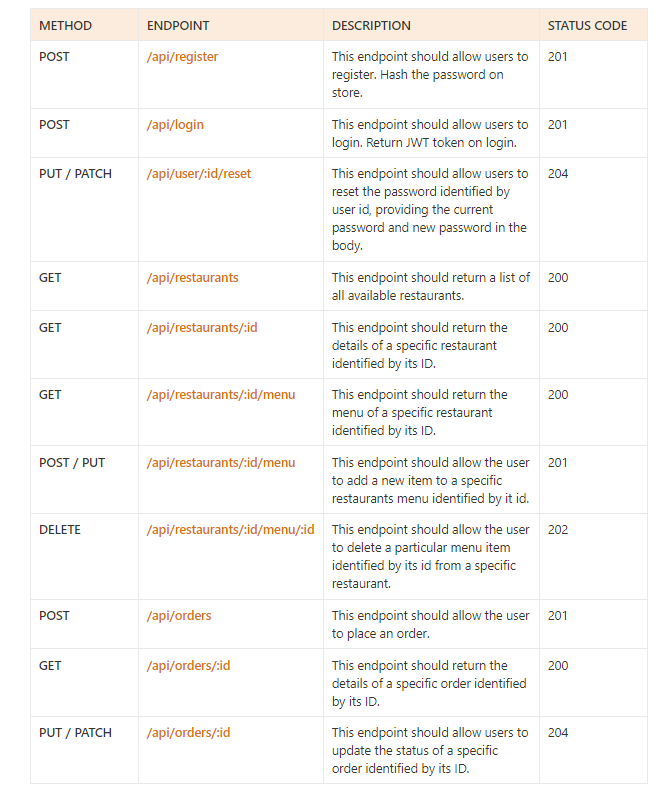 METHOD ENDPOINT DESCRIPTION STATUS CODE
POST /api/register This endpoint should allow users to 201
register. Hash the password on
store.
POST /api/login This endpoint should allow users to 201
login. Return JWT token on login.
PUT / PATCH /api/user/:id/reset This endpoint should allow users to 204
reset the password identified by
user id, providing the current
password and new password in the
body.
GET /api/restaurants This endpoint should return a list of 200
all available restaurants.
GET /api/restaurants/:id This endpoint should return the 200
details of a specific restaurant
identified by its ID.
GET /api/restaurants/:id/menu This endpoint should return the 200
menu of a specific restaurant
identified by its ID.
POST / PUT /api/restaurants/:id/menu This endpoint should allow the user 201
to add a new item to a specific
restaurants menu identified by it id.
DELETE /api/restaurants/:id/menu/:id This endpoint should allow the user 202
to delete a particular menu item
identified by its id from a specific
restaurant.
POST /api/orders This endpoint should allow the user 201
to place an order.
GET /api/orders/:id This endpoint should return the 200
details of a specific order identified
by its ID.
PUT / PATCH /api/orders/:id This endpoint should allow users to 204
update the status of a specific
order identified by its ID.